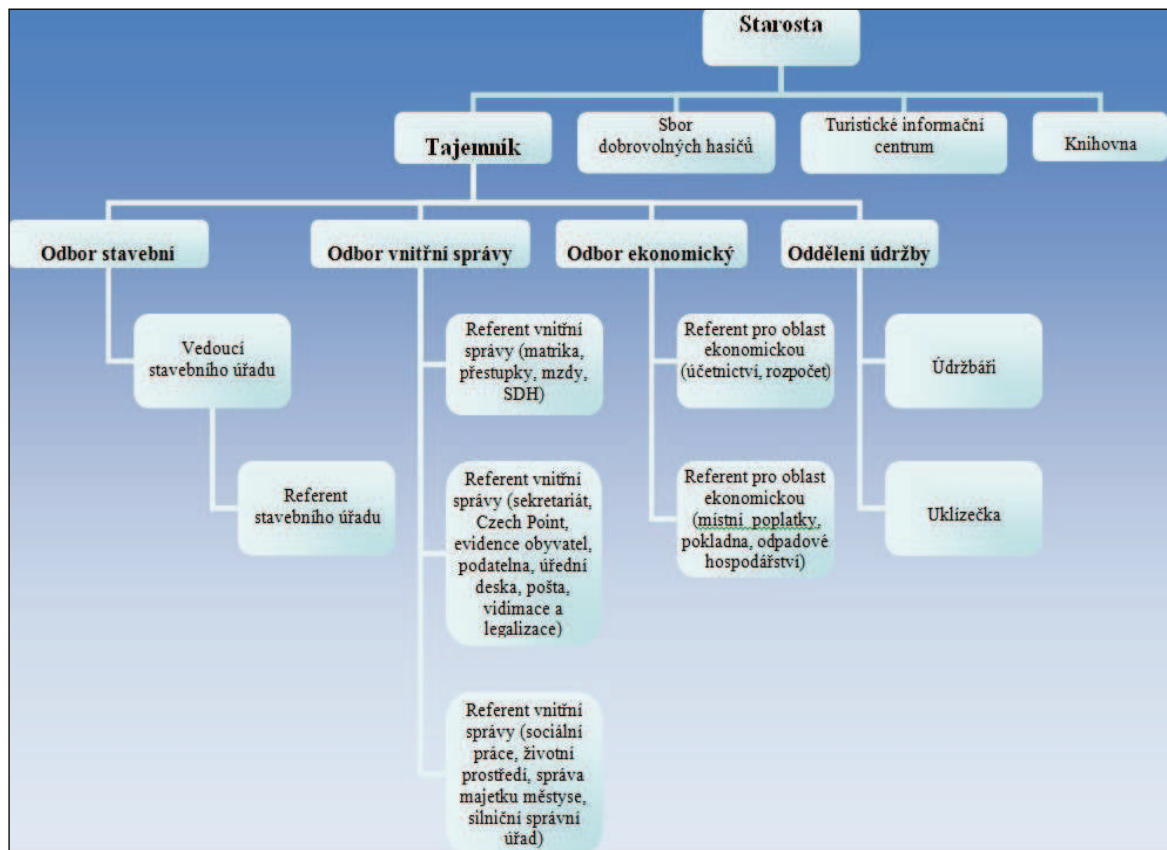 Starosta
Tajemník
Sbor
dobrovolných hasičů
Turistické informační
centrum
Knihovna
Odbor stavební
Odbor vnitřní správy
Odbor ekonomický
Oddělení údržby
Vedoucí
stavebního úřadu
Referent
stavebního úřadu
Referent vnitřní
správy (matrika,
přestupky, mzdy,
SDH)
Referent vnitřní
správy (sekretariát,
Czech Point,
evidence obyvatel,
podatelna, úřední
deska, pošta,
vidimace a
legalizace)
Referent vnitřní
správy (sociální
práce, životní
prostředí, správa
majetku městyse,
silniční správní
úřad)
Referent pro oblast
ekonomickou
(účetnictví, rozpočet)
Referent pro oblast
ekonomickou
(místní poplatky,
pokladna, odpadové
hospodářství)
Údržbáři
Uklízečka